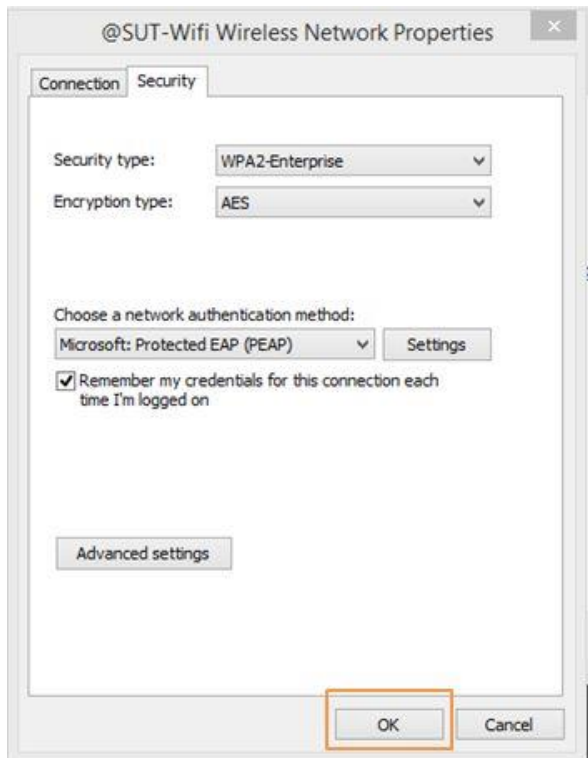 @SUT-Wifi Wireless Network Properties
Connection
Security
Security type:
WPA2-Enterprise
Encryption type:
AES
Choose a network authentication method:
Microsoft: Protected EAP (PEAP)
Settings
Remember my credentials for this connection each
time I'm logged on
Advanced settings
OK
Cancel